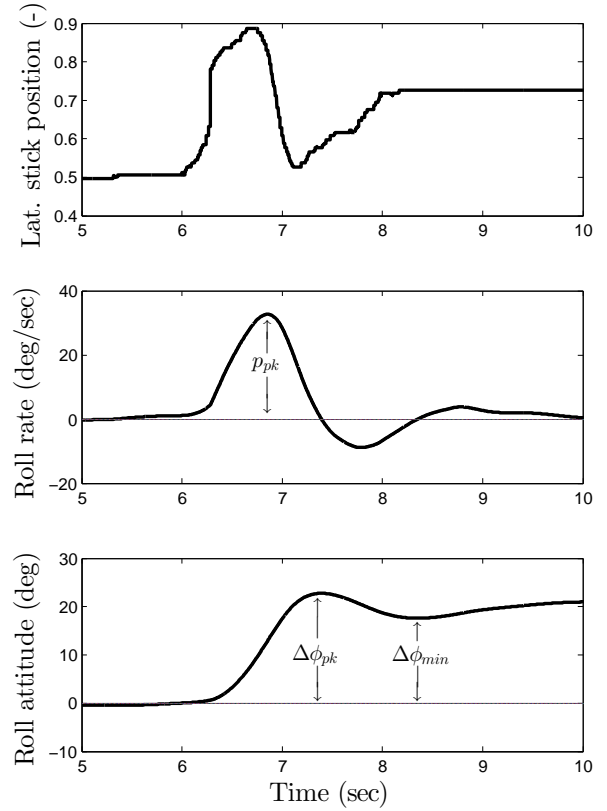 Lat. stick position (-)
0.9
0.8
0.7
0.6
0.5
0.4
5 6 7 8 9 10
Roll rate (deg/sec)
40
20
0
−20
p_pk
5 6 7 8 9 10
Roll attitude (deg)
30
20
10
0
−10
Δϕ_pk Δϕ_min
5 6 7 8 9 10
Time (sec)